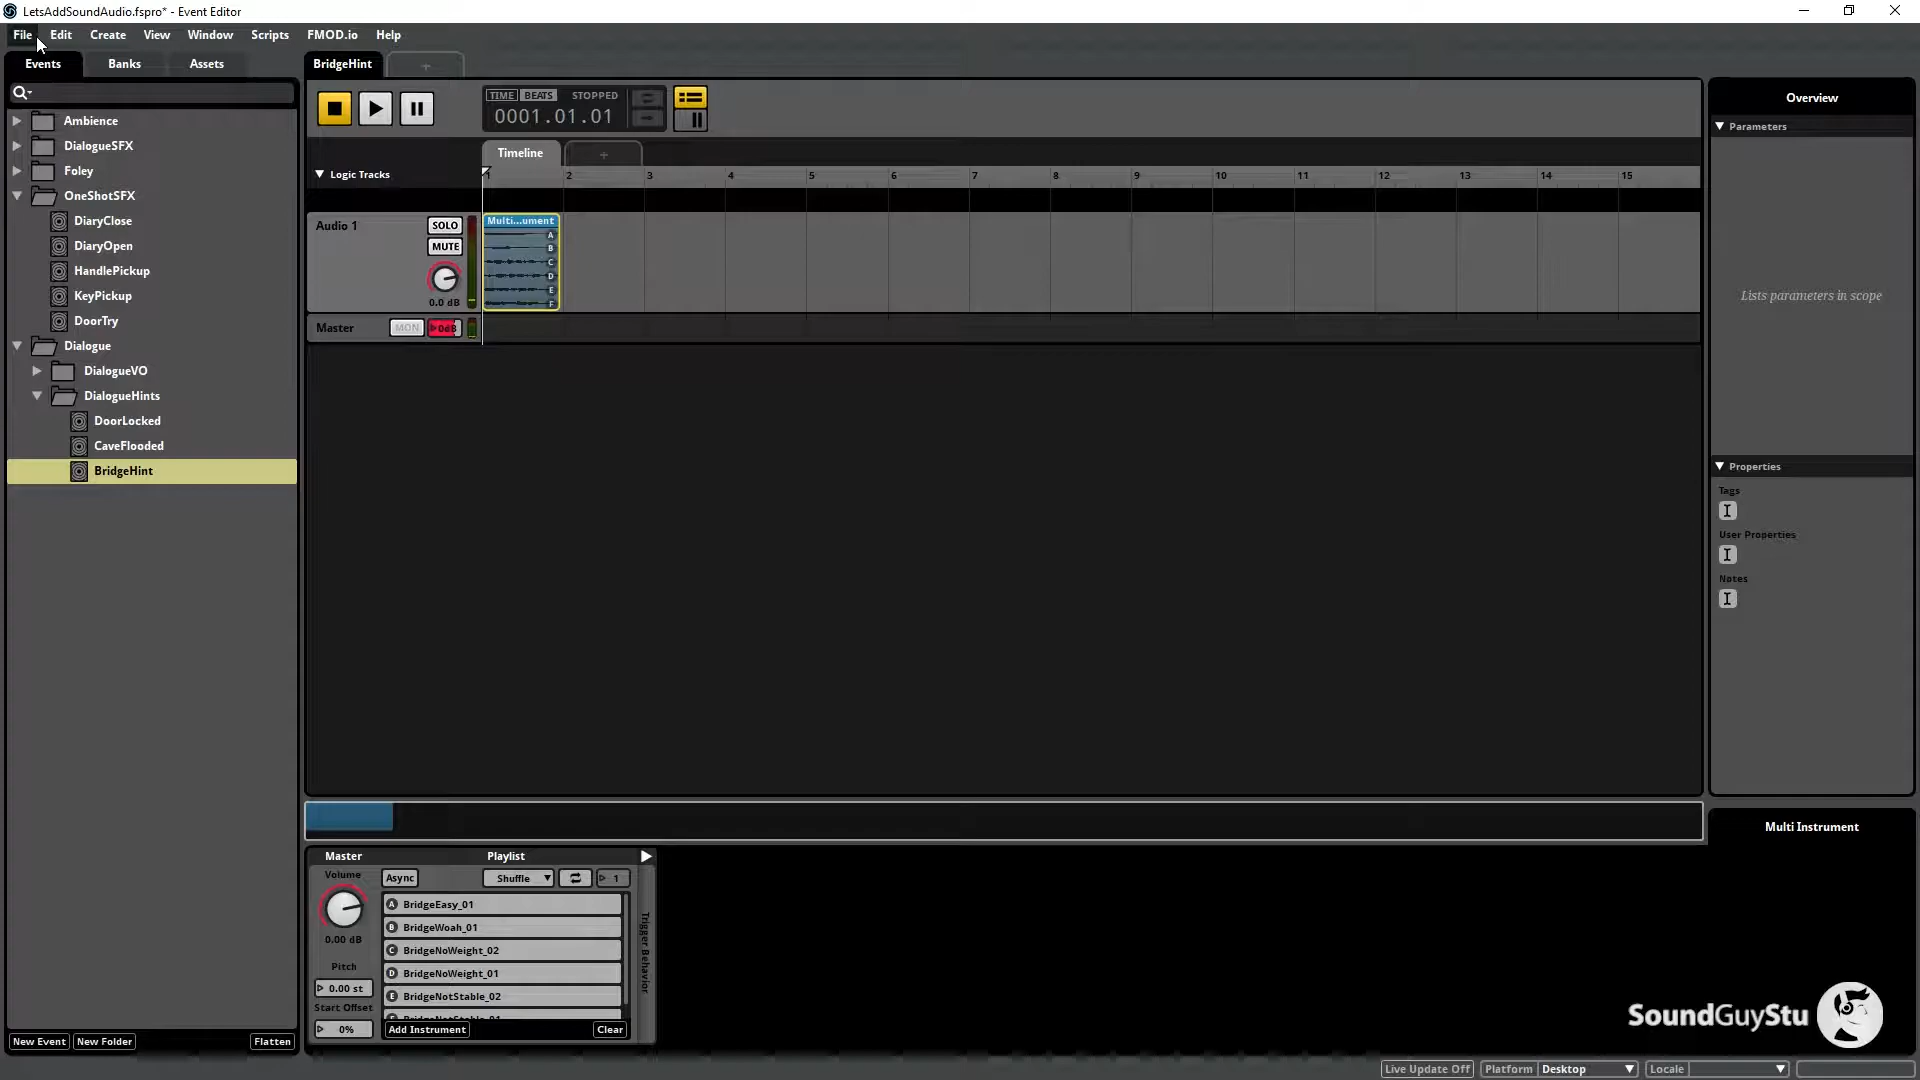 LetsAddSoundAudio.fspro* - Event Editor
File Edit Create View Window Scripts FMOD.io Help
Events Banks Assets
BridgeHint
Ambience
DialogueSFX
Foley
OneShotSFX
DiaryClose
DiaryOpen
HandlePickup
KeyPickup
DoorTry
Dialogue
DialogueVO
DialogueHints
DoorLocked
CaveFlooded
BridgeHint
New Event New Folder Flatten
TIME BEATS STOPPED
0001.01.01
Timeline
Logic Tracks
1 2 3 4 5 6 7 8 9 10 11 12 13 14 15
Audio 1
SOLO
MUTE
0.0 dB
Multi...ument
A
B
C
D
E
F
Master MON 0dB
Overview
Parameters
Lists parameters in scope
Properties
Tags
User Properties
Notes
Multi Instrument
Master
Volume
0.00 dB
Pitch
0.00 st
Start Offset
0%
Playlist
Async Shuffle 1
A BridgeEasy_01
B BridgeWoah_01
C BridgeNoWeight_02
D BridgeNoWeight_01
E BridgeNotStable_02
Add Instrument Clear
Trigger Behavior
SoundGuyStu
Live Update Off Platform Desktop Locale